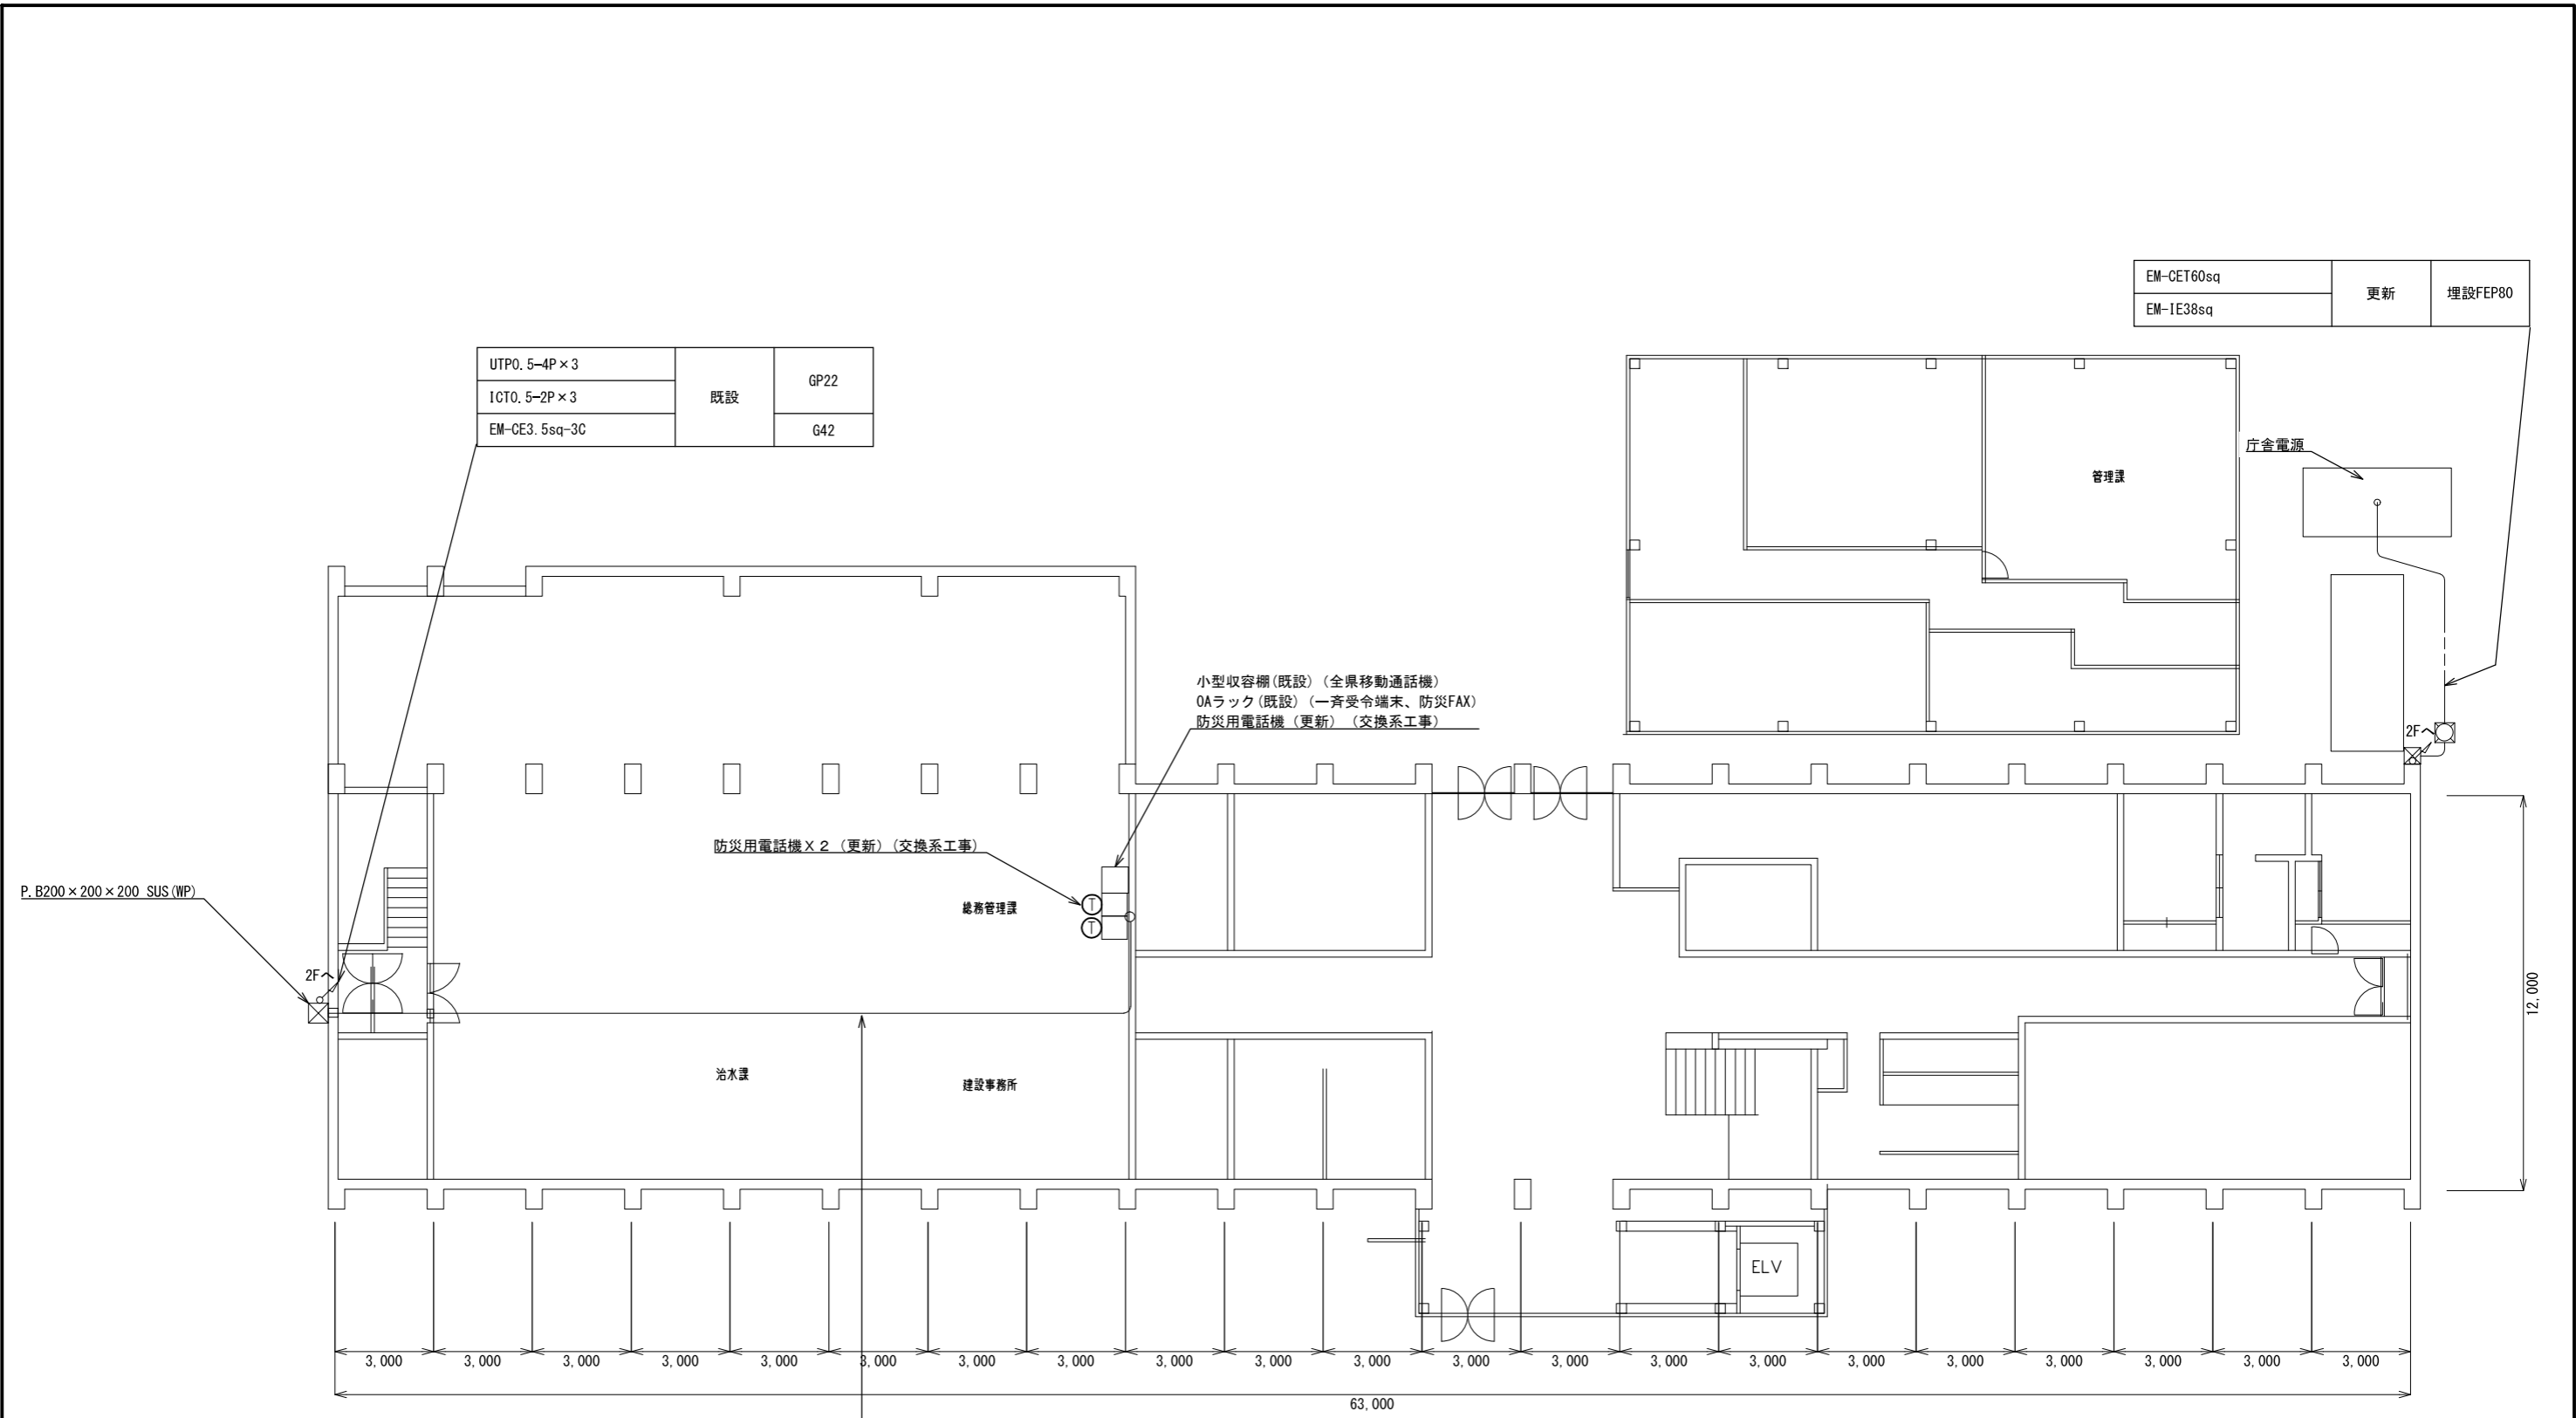 EM-CET60sq
EM-IE38sq
更新
埋設FEP80
UTP0.5-4P×3
ICT0.5-2P×3
EM-CE3.5sq-3C
既設
GP22
G42
庁舎電源
管理課
小型収容棚(既設)(全県移動通話機)
OAラック(既設)(一斉受令端末、防災FAX)
防災用電話機(更新)(交換系工事)
2Fへ
防災用電話機X2(更新)(交換系工事)
P.B200×200×200 SUS(WP)
総務管理課
T
T
2Fへ
12,000
治水課
建設事務所
ELV
3,000 3,000 3,000 3,000 3,000 3,000 3,000 3,000 3,000 3,000 3,000 3,000 3,000 3,000 3,000 3,000 3,000 3,000 3,000 3,000 3,000
63,000